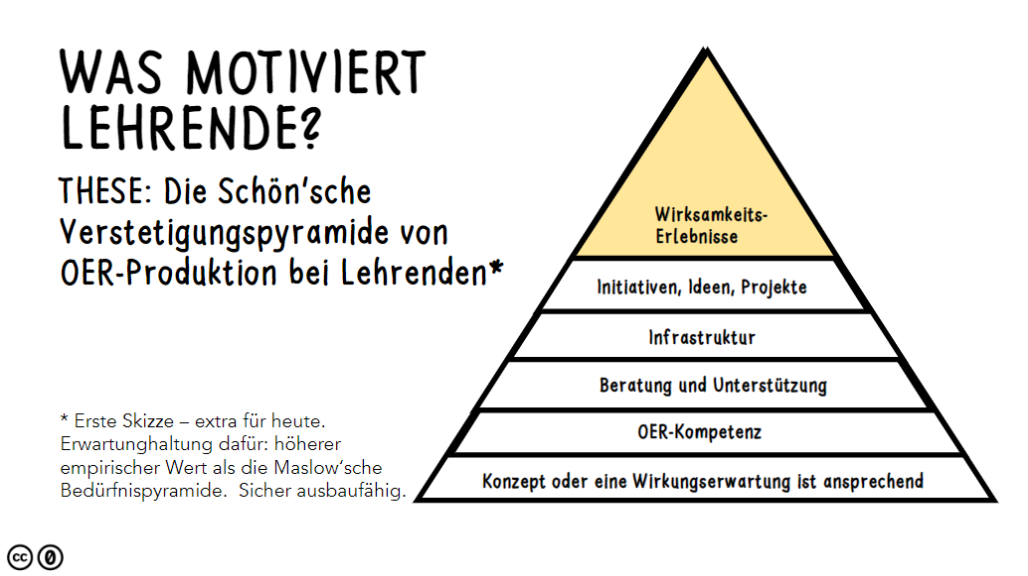 WAS MOTIVIERT
LEHRENDE?
THESE: Die Schön'sche
Verstetigungspyramide von
OER-Produktion bei Lehrenden*
Wirksamkeits-
Erlebnisse
Initiativen, Ideen, Projekte
Infrastruktur
Beratung und Unterstützung
OER-Kompetenz
Konzept oder eine Wirkungserwartung ist ansprechend
* Erste Skizze – extra für heute.
Erwartunghaltung dafür: höherer
empirischer Wert als die Maslow'sche
Bedürfnispyramide. Sicher ausbaufähig.
cc 0